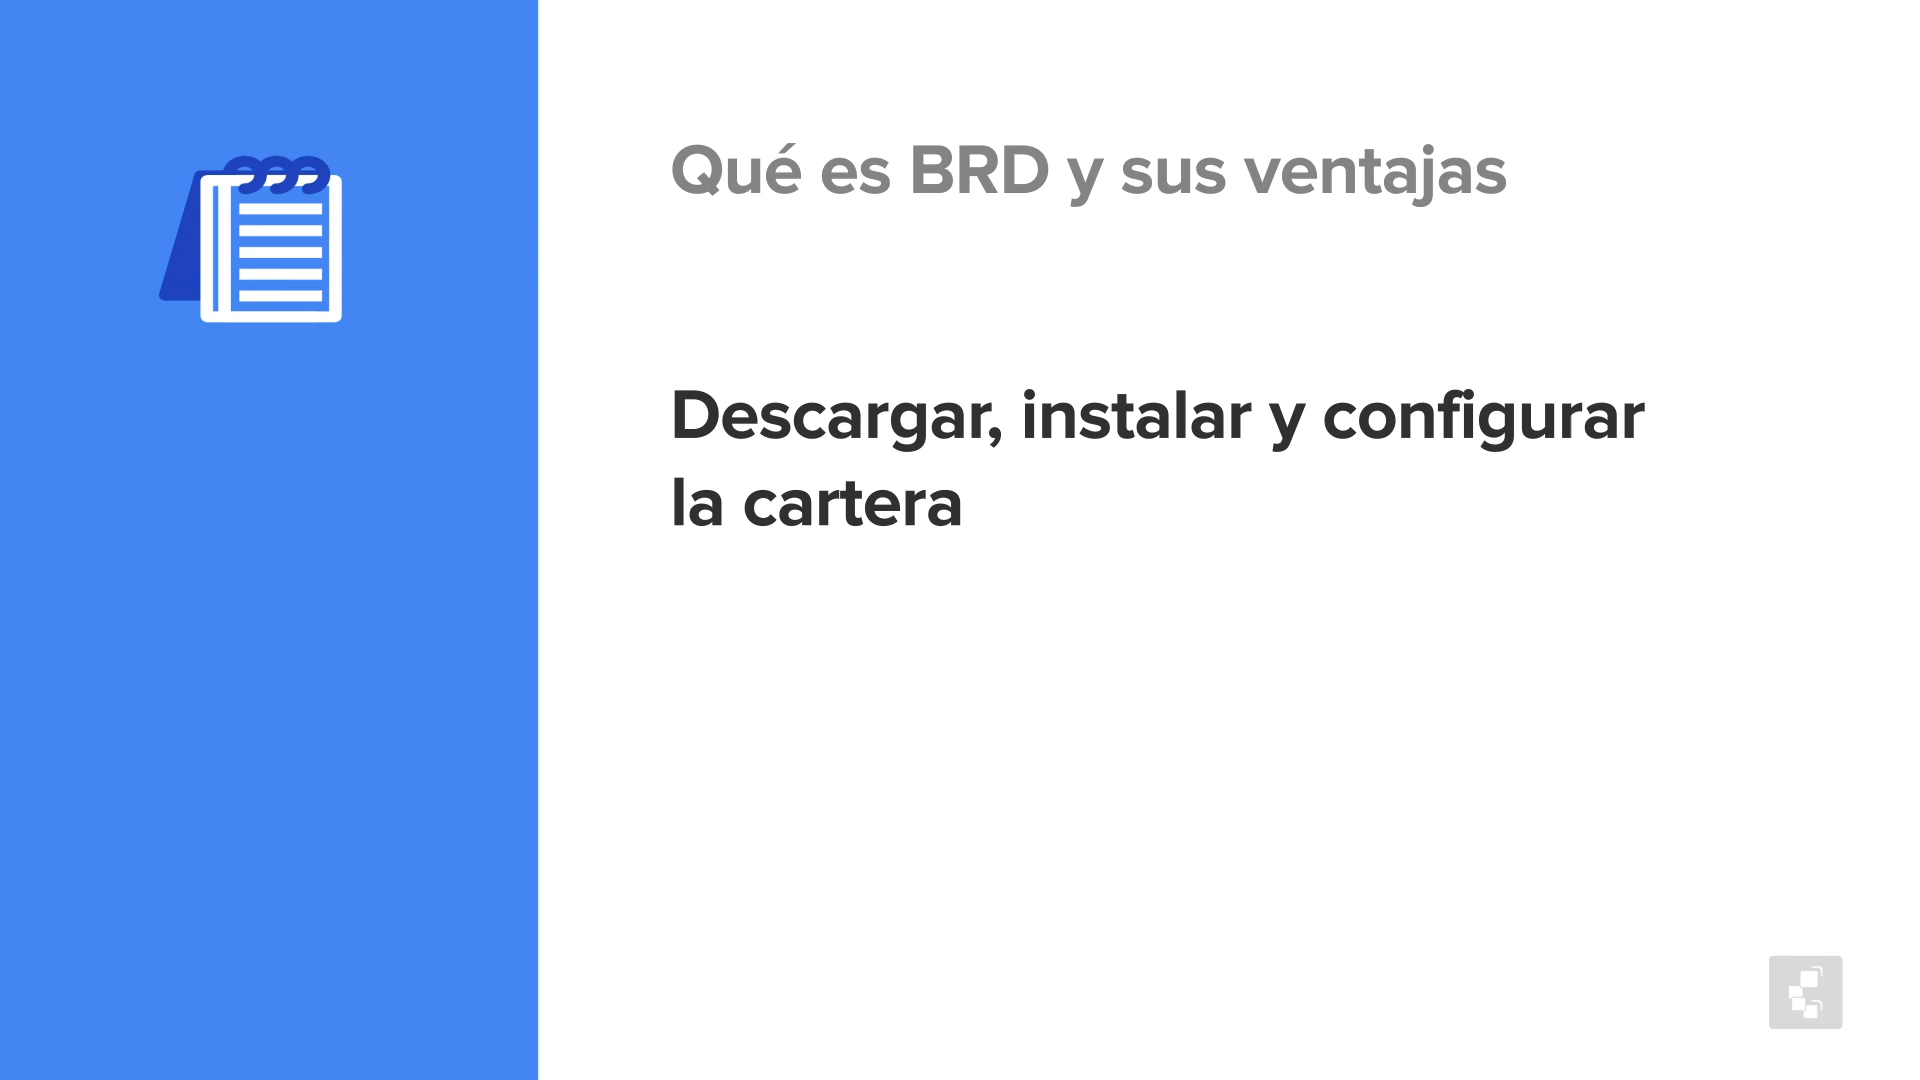 Qué es BRD y sus ventajas
Descargar, instalar y configurar
la cartera